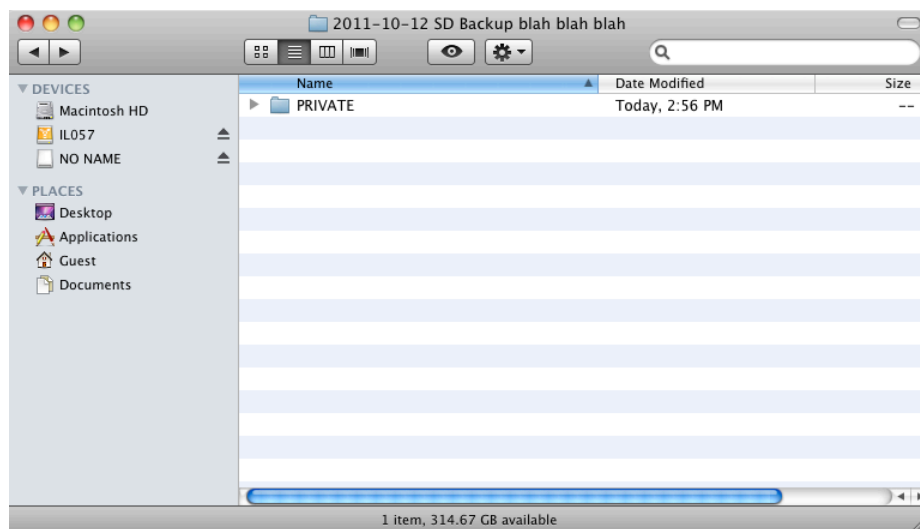 2011-10-12 SD Backup blah blah blah
DEVICES
Macintosh HD
IL057
NO NAME
PLACES
Desktop
Applications
Guest
Documents
Name Date Modified Size
PRIVATE Today, 2:56 PM --
1 item, 314.67 GB available